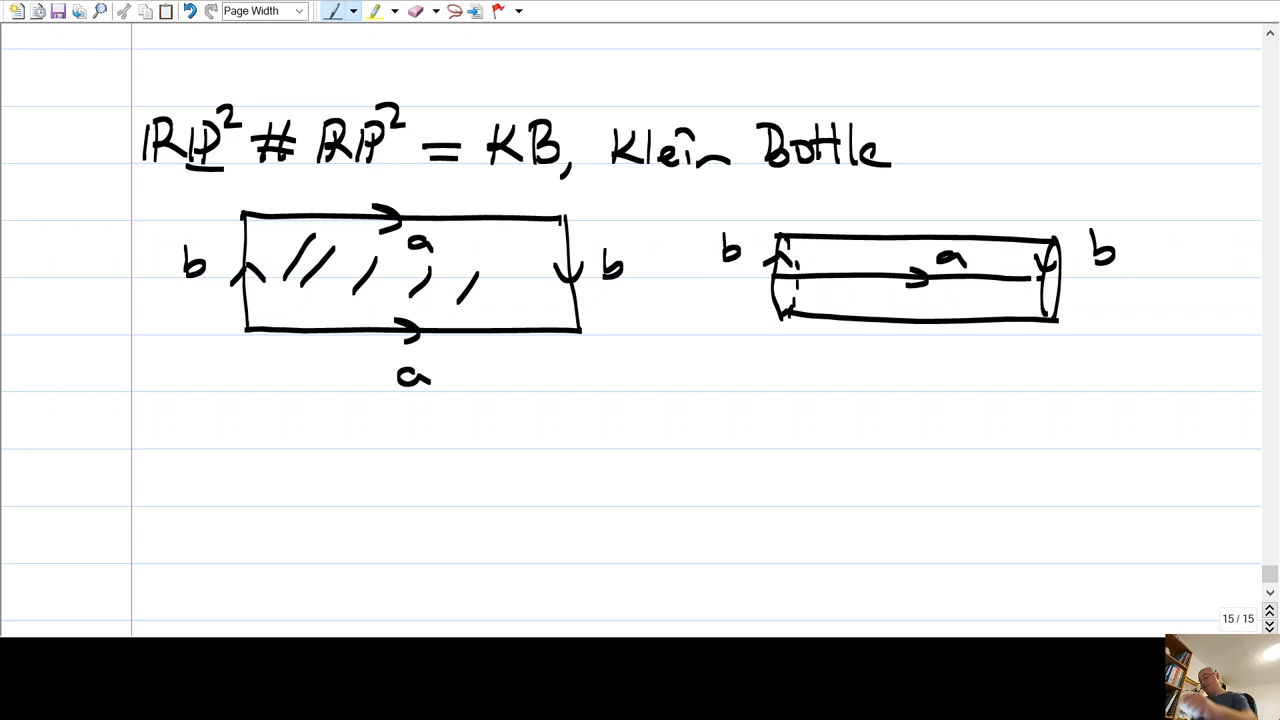 Page Width
RP² # RP² = KB, Klein Bottle
a
b b b a b
a
15 / 15